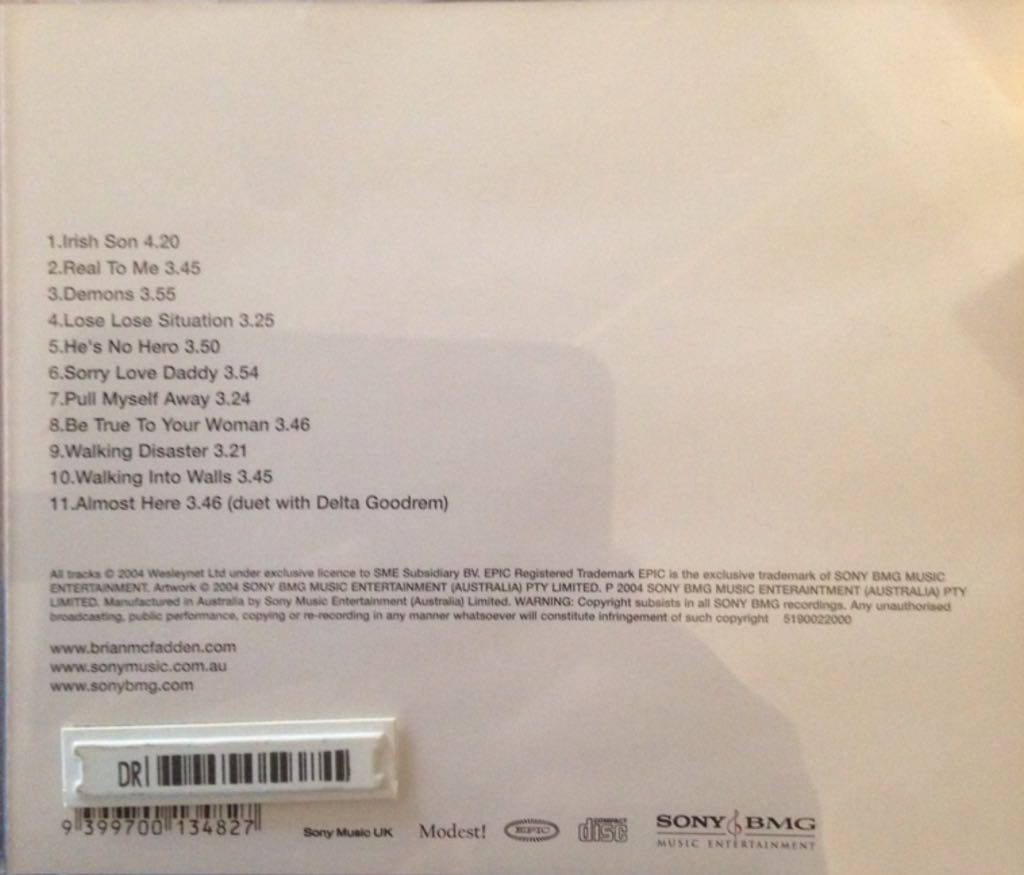 1.Irish Son 4.20
2.Real To Me 3.45
3.Demons 3.55
4.Lose Lose Situation 3.25
5.He's No Hero 3.50
6.Sorry Love Daddy 3.54
7.Pull Myself Away 3.24
8.Be True To Your Woman 3.46
9.Walking Disaster 3.21
10.Walking Into Walls 3.45
11.Almost Here 3.46 (duet with Delta Goodrem)
All tracks © 2004 Wesleynet Ltd under exclusive licence to SME Subsidiary BV. EPIC Registered Trademark EPIC is the exclusive trademark of SONY BMG MUSIC
ENTERTAINMENT. Artwork © 2004 SONY BMG MUSIC ENTERTAINMENT (AUSTRALIA) PTY LIMITED. P 2004 SONY BMG MUSIC ENTERAINTMENT (AUSTRALIA) PTY
LIMITED. Manufactured in Australia by Sony Music Entertainment (Australia) Limited. WARNING: Copyright subsists in all SONY BMG recordings. Any unauthorised
broadcasting, public performance, copying or re-recording in any manner whatsoever will constitute infringement of such copyright 5190022000
www.brianmcfadden.com
www.sonymusic.com.au
www.sonybmg.com
DRI
9 399700 134827
Sony Music UK Modest! EPIC COMPACT disc SONY BMG
MUSIC ENTERTAINMENT